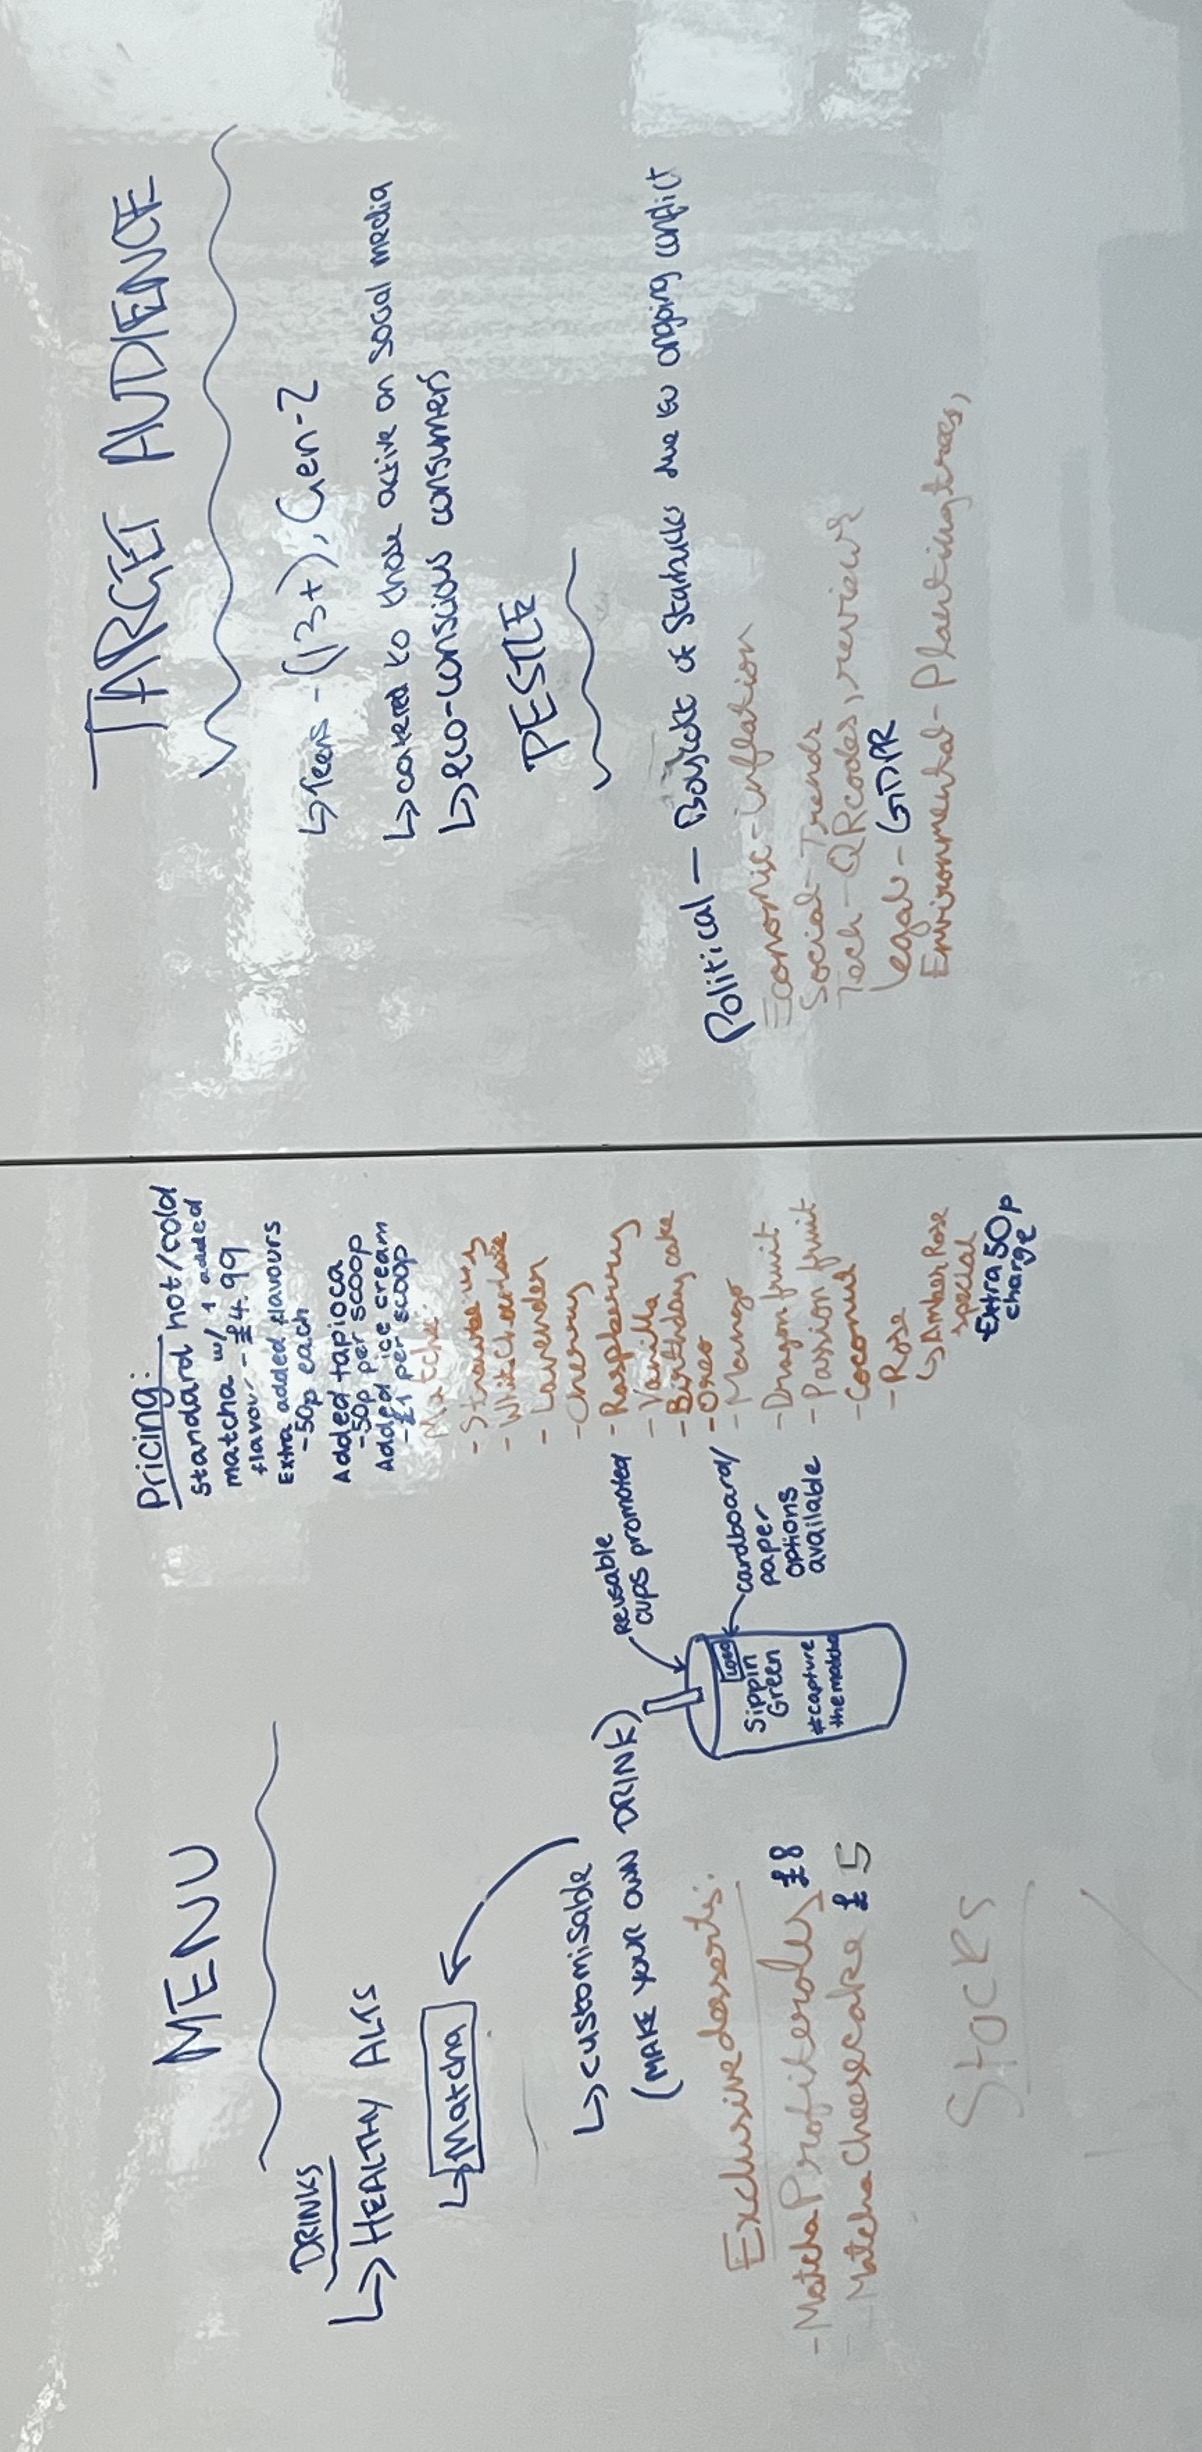 MENU
DRINKS
↳ HEALTHY ALTS
↳ Matcha
↳ customisable
(MAKE YOUR OWN DRINK)
Exclusive desserts:
- Matcha Profiteroles £8
- Matcha Cheesecake £5
Stocks
reusable
cups promoted
cardboard/
paper
options
available
LOGO
Sippin
Green
#capture
thematcha
Pricing:
Standard hot/cold
matcha w/ 1 added
flavour - £4.99
Extra added flavours
-50p each
Added tapioca
-50p per scoop
Added ice cream
-£1 per scoop
Matcha:
- Strawberry
- White Chocolate
- Lavender
- Cherry
- Raspberry
- Vanilla
- Birthday cake
- Oreo
- Mango
- Dragon fruit
- Passion fruit
- Coconut
- Rose
↳ Amber Rose
special
Extra 50p
charge
TARGET AUDIENCE
↳ Teens - (13+), Gen-Z
↳ catered to those active on social media
↳ eco-conscious consumers
PESTLE
Political — Boycott of Starbucks due to ongoing conflict
Economic - inflation
Social - Trends
Tech - QR codes, reviews
Legal - GDPR
Environmental - Planting trees,